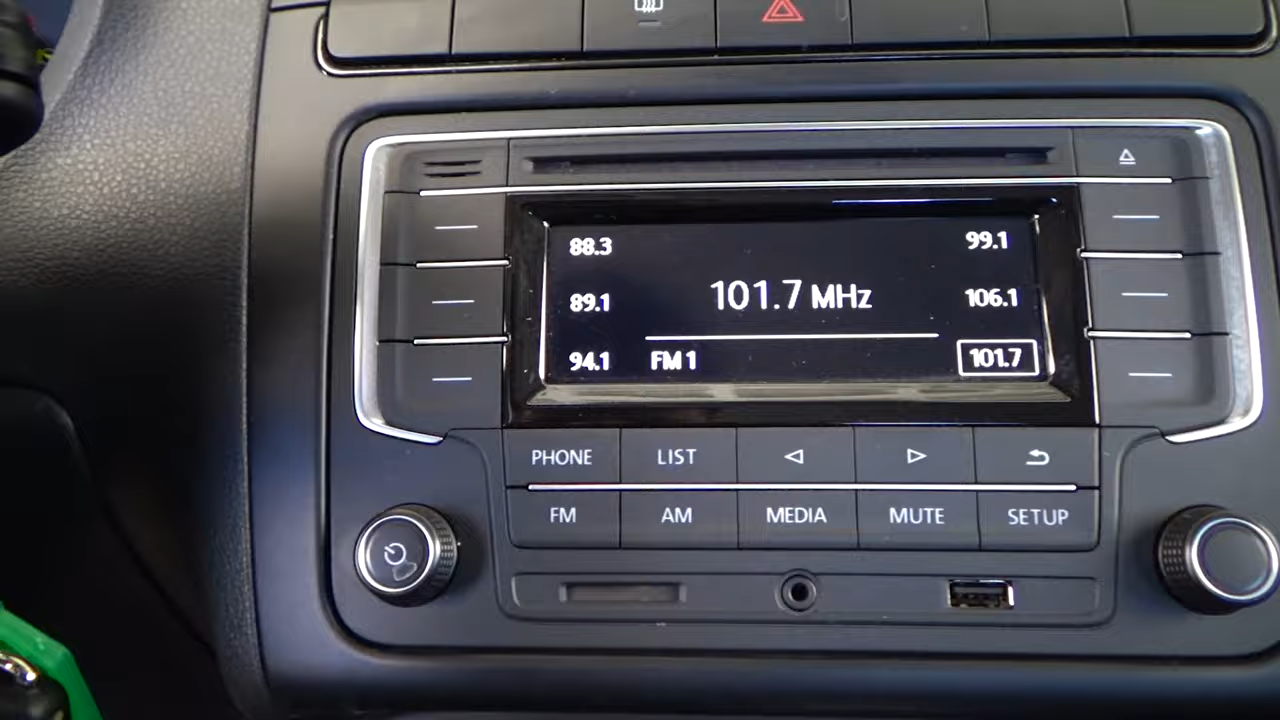 88.3 99.1
101.7 MHz
89.1 106.1
94.1 FM 1 101.7
PHONE LIST
FM AM MEDIA MUTE SETUP